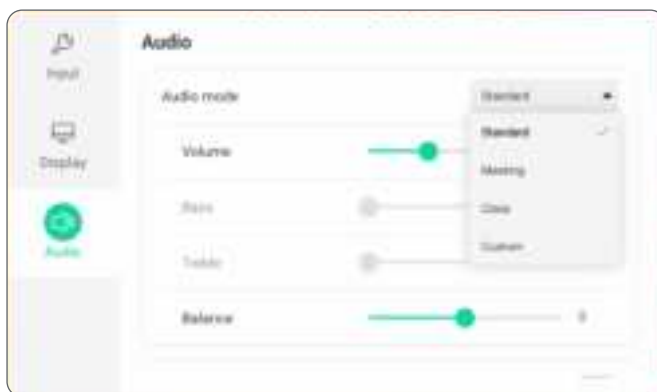 Audio
Input
Audio mode
Standard
Standard
Volume
Display
Meeting
Bass
Class
Audio
Treble
Custom
Balance
0